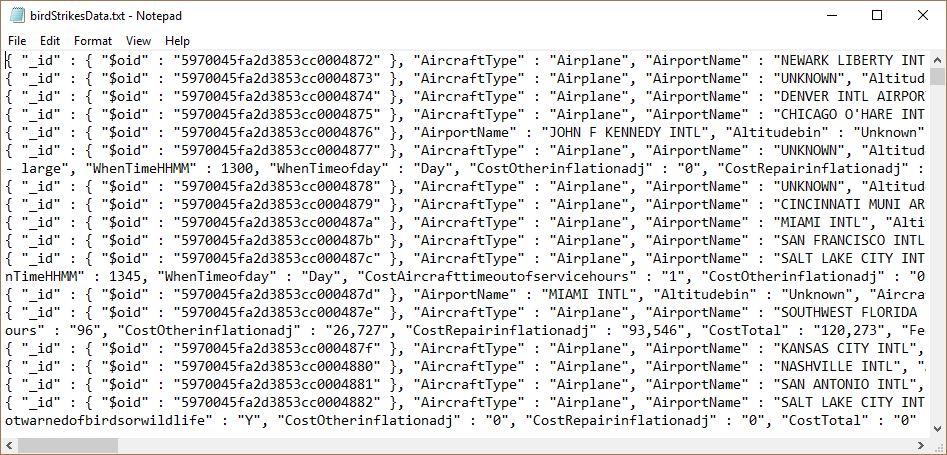 birdStrikesData.txt - Notepad
File Edit Format View Help
{ "_id" : { "$oid" : "5970045fa2d3853cc0004872" }, "AircraftType" : "Airplane", "AirportName" : "NEWARK LIBERTY INT
{ "_id" : { "$oid" : "5970045fa2d3853cc0004873" }, "AircraftType" : "Airplane", "AirportName" : "UNKNOWN", "Altitud
{ "_id" : { "$oid" : "5970045fa2d3853cc0004874" }, "AircraftType" : "Airplane", "AirportName" : "DENVER INTL AIRPOR
{ "_id" : { "$oid" : "5970045fa2d3853cc0004875" }, "AircraftType" : "Airplane", "AirportName" : "CHICAGO O'HARE INT
{ "_id" : { "$oid" : "5970045fa2d3853cc0004876" }, "AirportName" : "JOHN F KENNEDY INTL", "Altitudebin" : "Unknown"
{ "_id" : { "$oid" : "5970045fa2d3853cc0004877" }, "AircraftType" : "Airplane", "AirportName" : "UNKNOWN", "Altitud
- large", "WhenTimeHHMM" : 1300, "WhenTimeofday" : "Day", "CostOtherinflationadj" : "0", "CostRepairinflationadj" :
{ "_id" : { "$oid" : "5970045fa2d3853cc0004878" }, "AircraftType" : "Airplane", "AirportName" : "UNKNOWN", "Altitud
{ "_id" : { "$oid" : "5970045fa2d3853cc0004879" }, "AircraftType" : "Airplane", "AirportName" : "CINCINNATI MUNI AR
{ "_id" : { "$oid" : "5970045fa2d3853cc000487a" }, "AircraftType" : "Airplane", "AirportName" : "MIAMI INTL", "Alti
{ "_id" : { "$oid" : "5970045fa2d3853cc000487b" }, "AircraftType" : "Airplane", "AirportName" : "SAN FRANCISCO INTL
{ "_id" : { "$oid" : "5970045fa2d3853cc000487c" }, "AircraftType" : "Airplane", "AirportName" : "SALT LAKE CITY INT
nTimeHHMM" : 1345, "WhenTimeofday" : "Day", "CostAircrafttimeoutofservicehours" : "1", "CostOtherinflationadj" : "0
{ "_id" : { "$oid" : "5970045fa2d3853cc000487d" }, "AirportName" : "MIAMI INTL", "Altitudebin" : "Unknown", "Aircra
{ "_id" : { "$oid" : "5970045fa2d3853cc000487e" }, "AircraftType" : "Airplane", "AirportName" : "SOUTHWEST FLORIDA
ours" : "96", "CostOtherinflationadj" : "26,727", "CostRepairinflationadj" : "93,546", "CostTotal" : "120,273", "Fe
{ "_id" : { "$oid" : "5970045fa2d3853cc000487f" }, "AircraftType" : "Airplane", "AirportName" : "KANSAS CITY INTL",
{ "_id" : { "$oid" : "5970045fa2d3853cc0004880" }, "AircraftType" : "Airplane", "AirportName" : "NASHVILLE INTL",
{ "_id" : { "$oid" : "5970045fa2d3853cc0004881" }, "AircraftType" : "Airplane", "AirportName" : "SAN ANTONIO INTL",
{ "_id" : { "$oid" : "5970045fa2d3853cc0004882" }, "AircraftType" : "Airplane", "AirportName" : "SALT LAKE CITY INT
otwarnedofbirdsorwildlife" : "Y", "CostOtherinflationadj" : "0", "CostRepairinflationadj" : "0", "CostTotal" : "0"